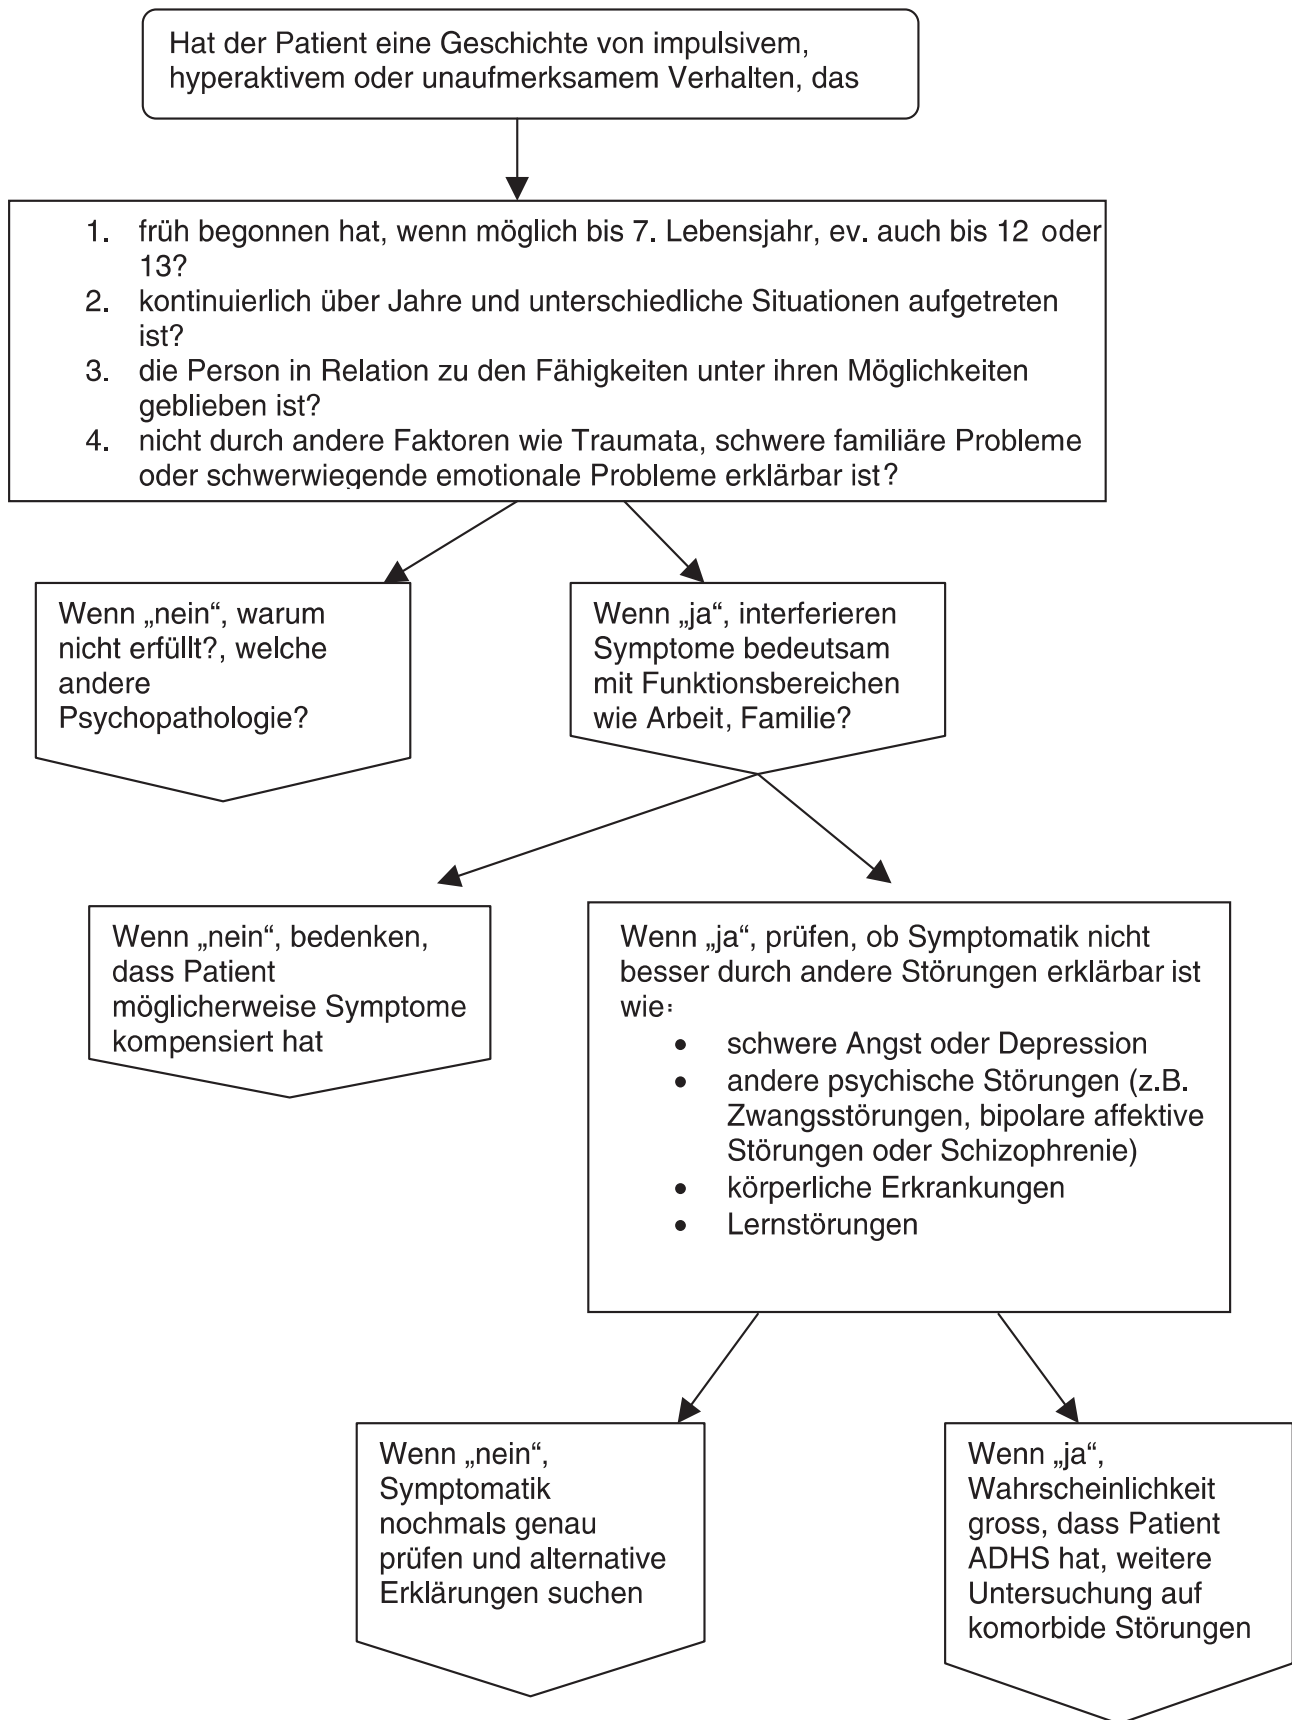 Hat der Patient eine Geschichte von impulsivem,
hyperaktivem oder unaufmerksamem Verhalten, das
1. früh begonnen hat, wenn möglich bis 7. Lebensjahr, ev. auch bis 12 oder
13?
2. kontinuierlich über Jahre und unterschiedliche Situationen aufgetreten
ist?
3. die Person in Relation zu den Fähigkeiten unter ihren Möglichkeiten
geblieben ist?
4. nicht durch andere Faktoren wie Traumata, schwere familiäre Probleme
oder schwerwiegende emotionale Probleme erklärbar ist?
Wenn „nein“, warum
nicht erfüllt?, welche
andere
Psychopathologie?
Wenn „ja“, interferieren
Symptome bedeutsam
mit Funktionsbereichen
wie Arbeit, Familie?
Wenn „nein“, bedenken,
dass Patient
möglicherweise Symptome
kompensiert hat
Wenn „ja“, prüfen, ob Symptomatik nicht
besser durch andere Störungen erklärbar ist
wie:
• schwere Angst oder Depression
• andere psychische Störungen (z.B.
Zwangsstörungen, bipolare affektive
Störungen oder Schizophrenie)
• körperliche Erkrankungen
• Lernstörungen
Wenn „nein“,
Symptomatik
nochmals genau
prüfen und alternative
Erklärungen suchen
Wenn „ja“,
Wahrscheinlichkeit
gross, dass Patient
ADHS hat, weitere
Untersuchung auf
komorbide Störungen